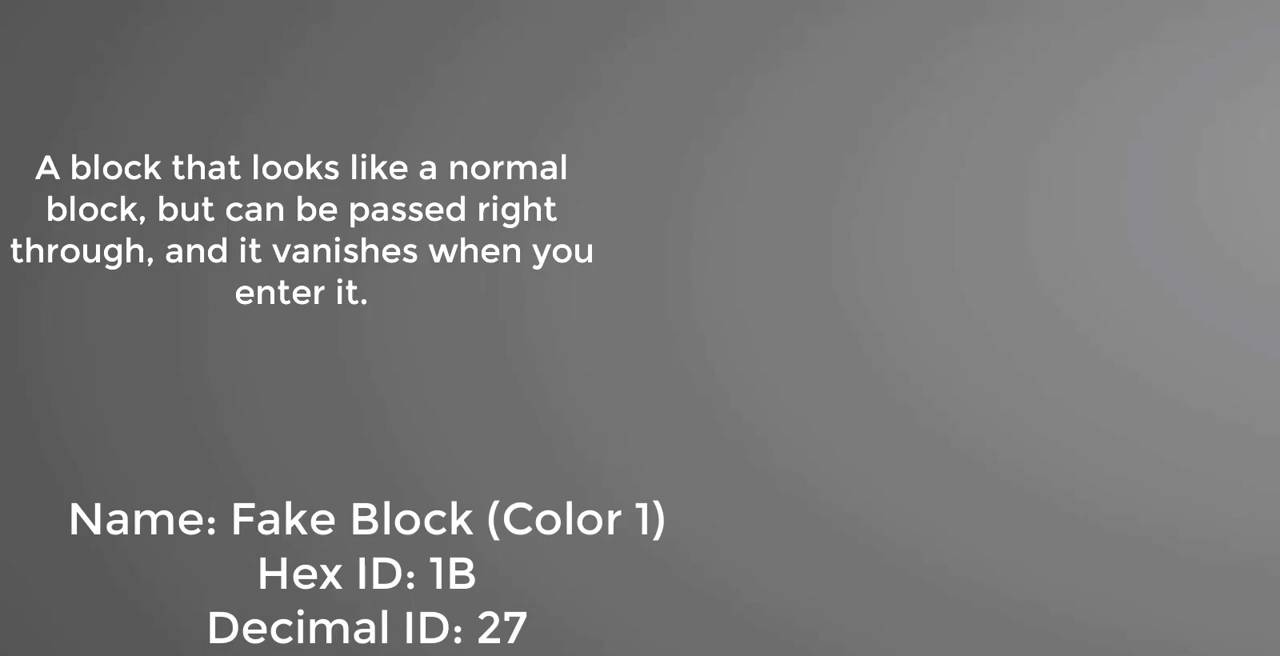 A block that looks like a normal
block, but can be passed right
through, and it vanishes when you
enter it.
Name: Fake Block (Color 1)
Hex ID: 1B
Decimal ID: 27